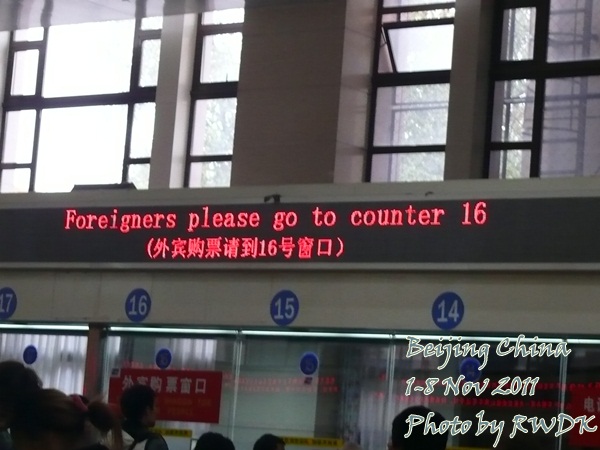 Foreigners please go to counter 16
(外宾购票请到16号窗口)
17 16 15 14
外宾购票窗口
Beijing China
1-8 Nov 2011
Photo by RWDK